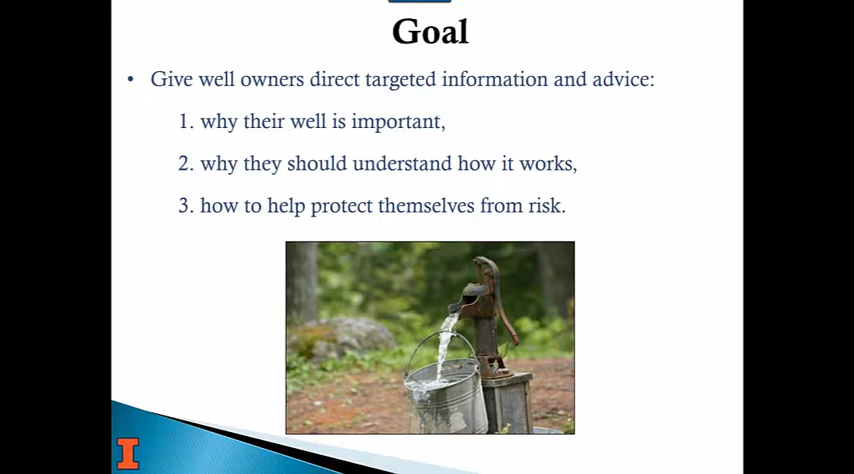 Goal
• Give well owners direct targeted information and advice:
1. why their well is important,
2. why they should understand how it works,
3. how to help protect themselves from risk.
I